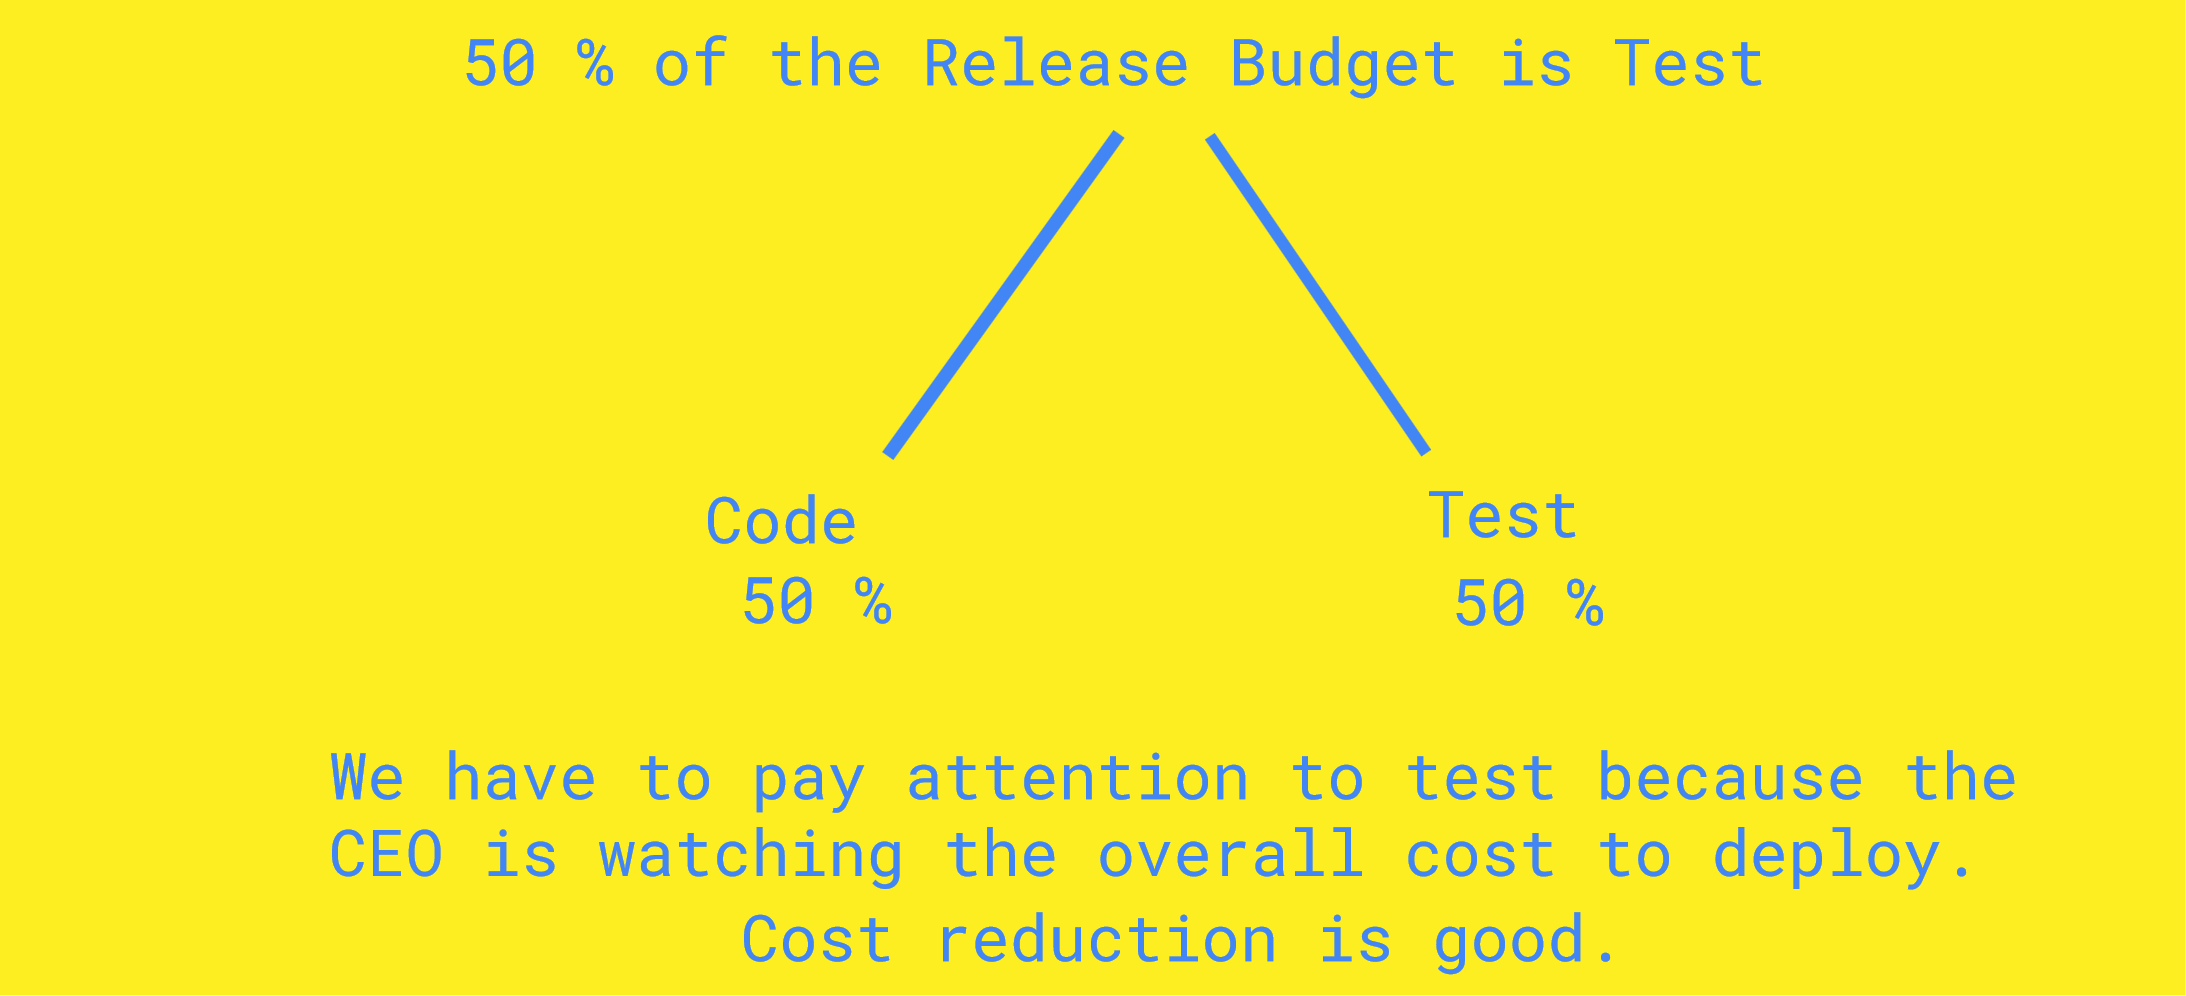 50 % of the Release Budget is Test
Code
Test
50 %
50 %
We have to pay attention to test because the
CEO is watching the overall cost to deploy.
Cost reduction is good.